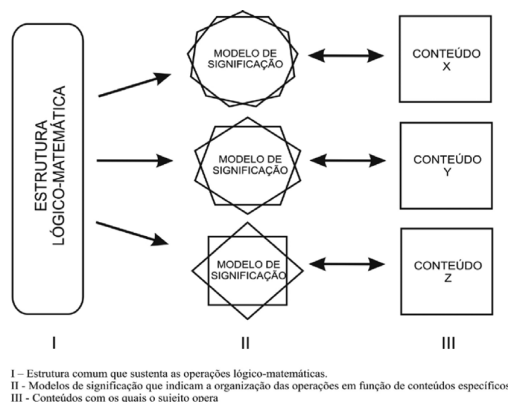 ESTRUTURA
LÓGICO-MATEMÁTICA
MODELO DE
SIGNIFICAÇÃO
CONTEÚDO
X
MODELO DE
SIGNIFICAÇÃO
CONTEÚDO
Y
MODELO DE
SIGNIFICAÇÃO
CONTEÚDO
Z
I
II
III
I – Estrutura comum que sustenta as operações lógico-matemáticas.
II - Modelos de significação que indicam a organização das operações em função de conteúdos específicos
III - Conteúdos com os quais o sujeito opera